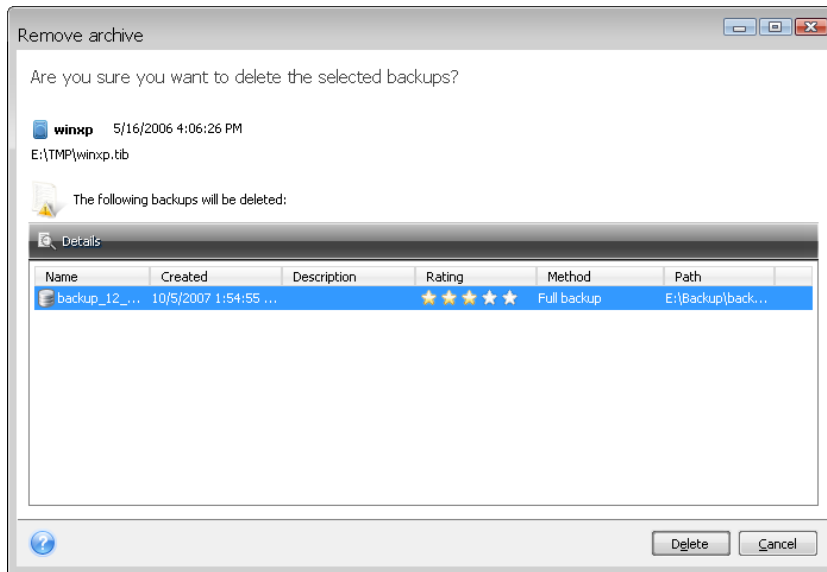 Remove archive
Are you sure you want to delete the selected backups?
winxp 5/16/2006 4:06:26 PM
E:\TMP\winxp.tib
The following backups will be deleted:
Details
Name Created Description Rating Method Path
backup_12_... 10/5/2007 1:54:55 ... Full backup E:\Backup\back...
Delete Cancel